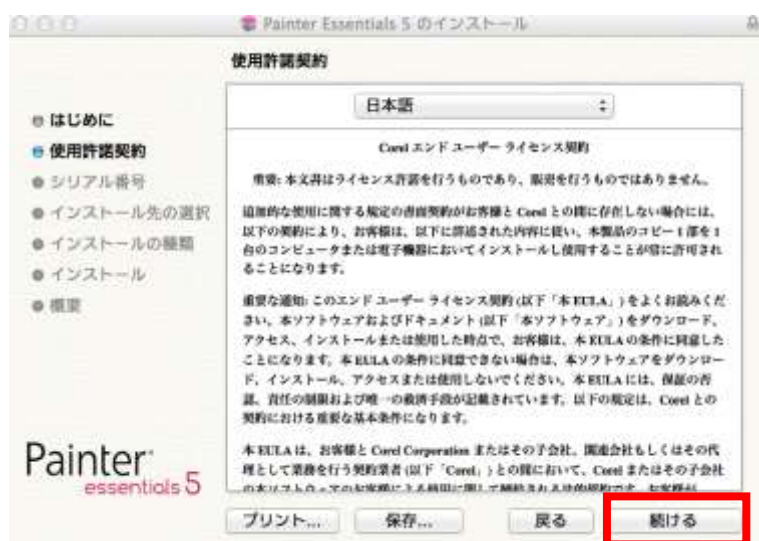 Painter Essentials 5 のインストール
使用許諾契約
はじめに
使用許諾契約
シリアル番号
インストール先の選択
インストールの種類
インストール
概要
日本語
Corel エンド ユーザー ライセンス契約
重要: 本文書はライセンス許諾を行うものであり、販売を行うものではありません。
追加的な使用に関する規定の書面契約がお客様と Corel との間に存在しない場合には、
以下の契約により、お客様は、以下に詳述された内容に従い、本製品のコピー 1 部を 1
台のコンピュータまたは電子機器においてインストールし使用することが常に許可され
ることになります。
重要な通知: このエンド ユーザー ライセンス契約 (以下「本 EULA」) をよくお読みくだ
さい。本ソフトウェアおよびドキュメント (以下「本ソフトウェア」) をダウンロード、
アクセス、インストールまたは使用した時点で、お客様は、本 EULA の条件に同意した
ことになります。本 EULA の条件に同意できない場合は、本ソフトウェアをダウンロー
ド、インストール、アクセスまたは使用しないでください。本 EULA には、保証の否
認、責任の制限および唯一の救済手段が記載されています。以下の規定は、Corel との
契約における重要な基本条件になります。
本 EULA は、お客様と Corel Corporation またはその子会社、関連会社もしくはその代
理として業務を行う契約業者 (以下「Corel」) との間において、Corel またはその子会社
Painter
essentials 5
プリント...
保存...
戻る
続ける